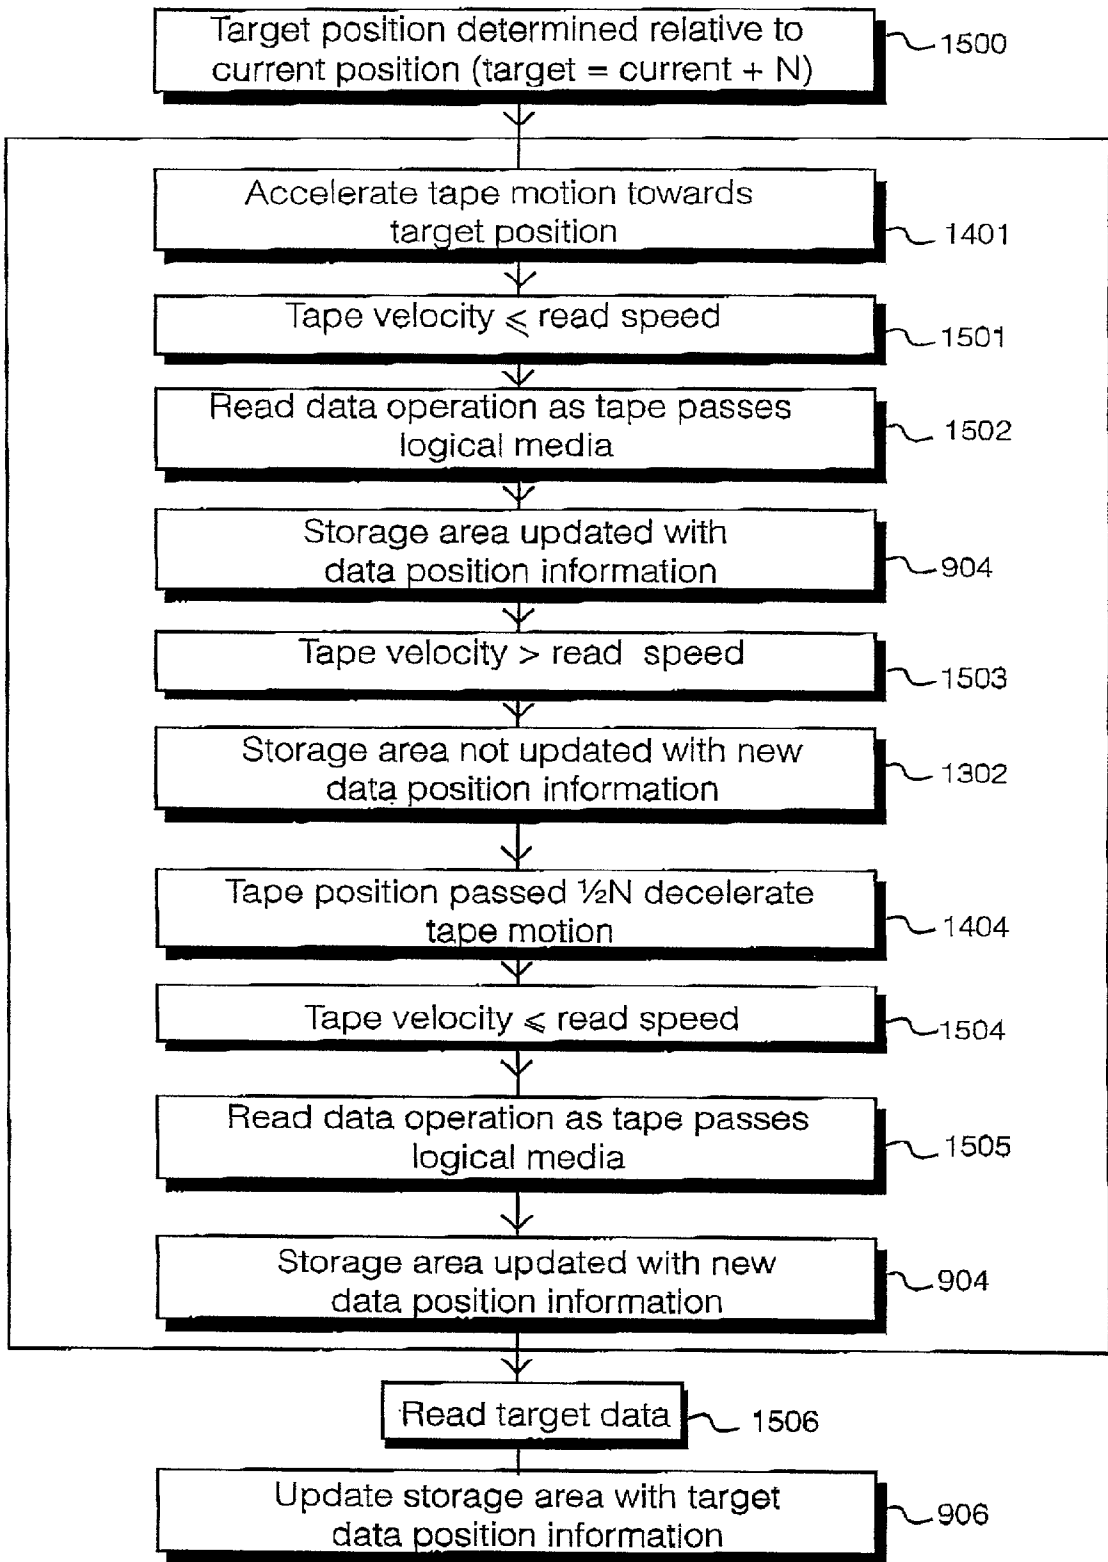 Target position determined relative to
current position (target = current + N)
1500
Accelerate tape motion towards
target position
1401
Tape velocity ⩽ read speed
1501
Read data operation as tape passes
logical media
1502
Storage area updated with
data position information
904
Tape velocity > read speed
1503
Storage area not updated with new
data position information
1302
Tape position passed ½N decelerate
tape motion
1404
Tape velocity ⩽ read speed
1504
Read data operation as tape passes
logical media
1505
Storage area updated with new
data position information
904
Read target data
1506
Update storage area with target
data position information
906